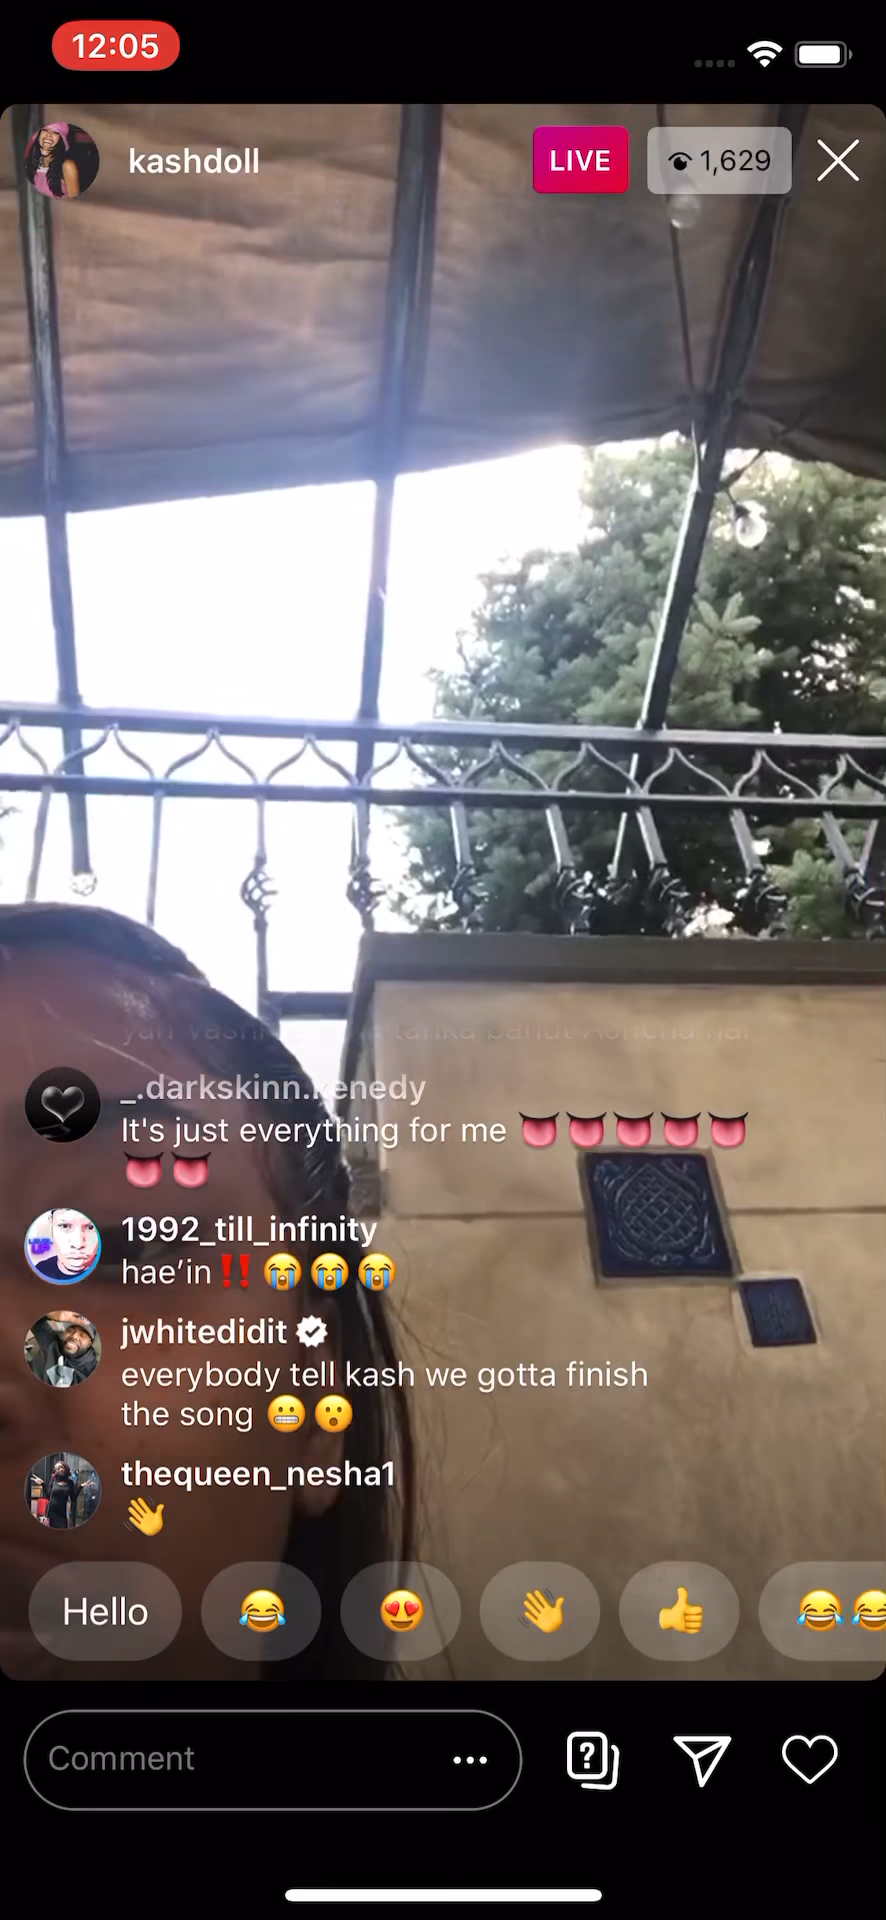 12:05
kashdoll
LIVE
1,629
_.darkskinn.kenedy
It's just everything for me 👅👅👅👅👅
👅👅
1992_till_infinity
hae’in‼️😭😭😭
jwhitedidit
everybody tell kash we gotta finish
the song 😬😮
thequeen_nesha1
👋
Hello 😂 😍 👋 👍 😂😂
Comment